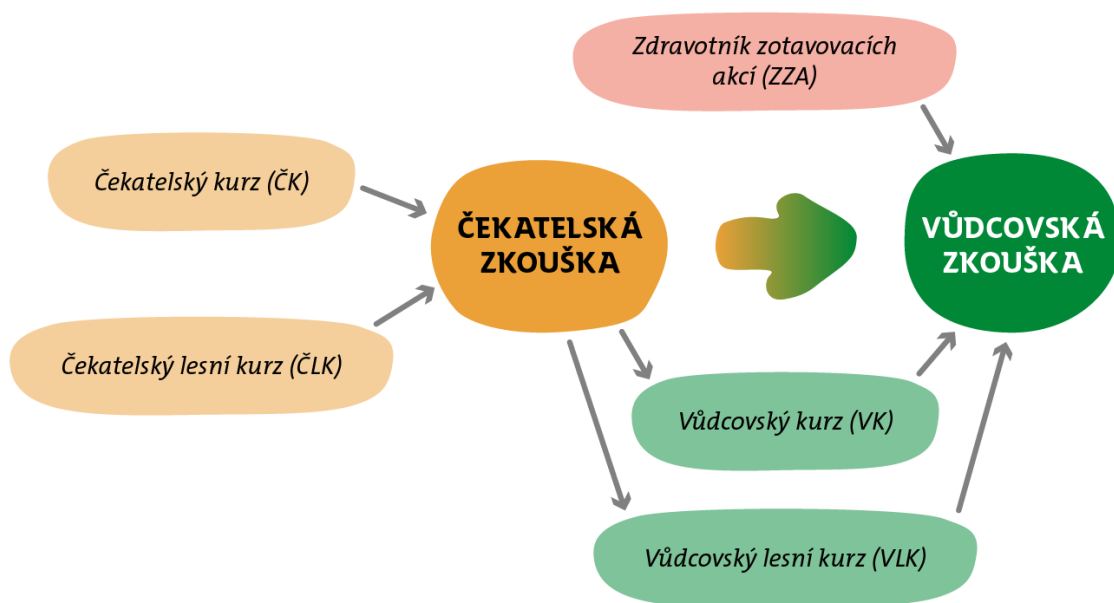 Zdravotník zotavovacích
akcí (ZZA)
Čekatelský kurz (ČK)
ČEKATELSKÁ
ZKOUŠKA
VŮDCOVSKÁ
ZKOUŠKA
Čekatelský lesní kurz (ČLK)
Vůdcovský kurz (VK)
Vůdcovský lesní kurz (VLK)